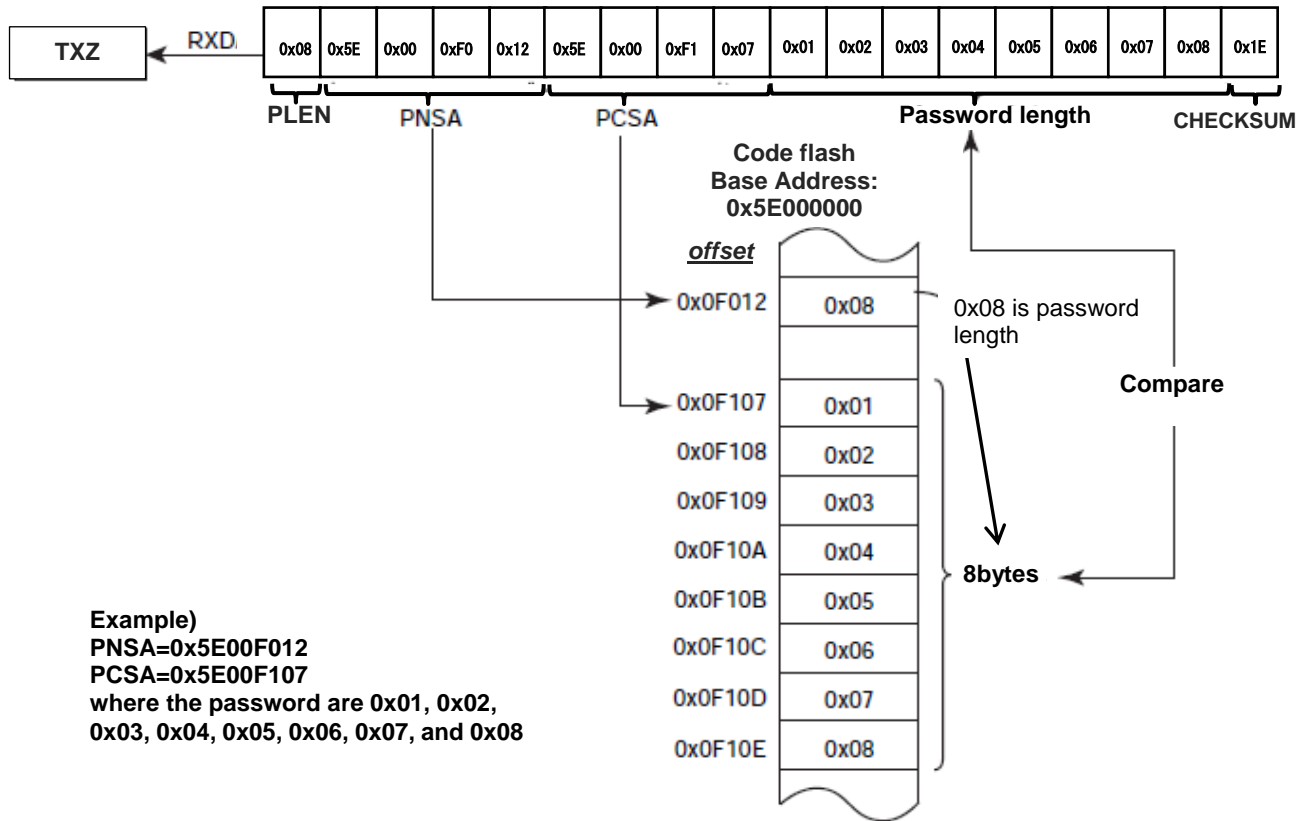 TXZ
RXD
0x08 0x5E 0x00 0xF0 0x12 0x5E 0x00 0xF1 0x07 0x01 0x02 0x03 0x04 0x05 0x06 0x07 0x08 0x1E
PLEN PNSA PCSA Password length CHECKSUM
Code flash
Base Address:
0x5E000000
offset
0x0F012 0x08
0x08 is password
length
Compare
0x0F107 0x01
0x0F108 0x02
0x0F109 0x03
0x0F10A 0x04
0x0F10B 0x05
0x0F10C 0x06
0x0F10D 0x07
0x0F10E 0x08
8bytes
Example)
PNSA=0x5E00F012
PCSA=0x5E00F107
where the password are 0x01, 0x02,
0x03, 0x04, 0x05, 0x06, 0x07, and 0x08